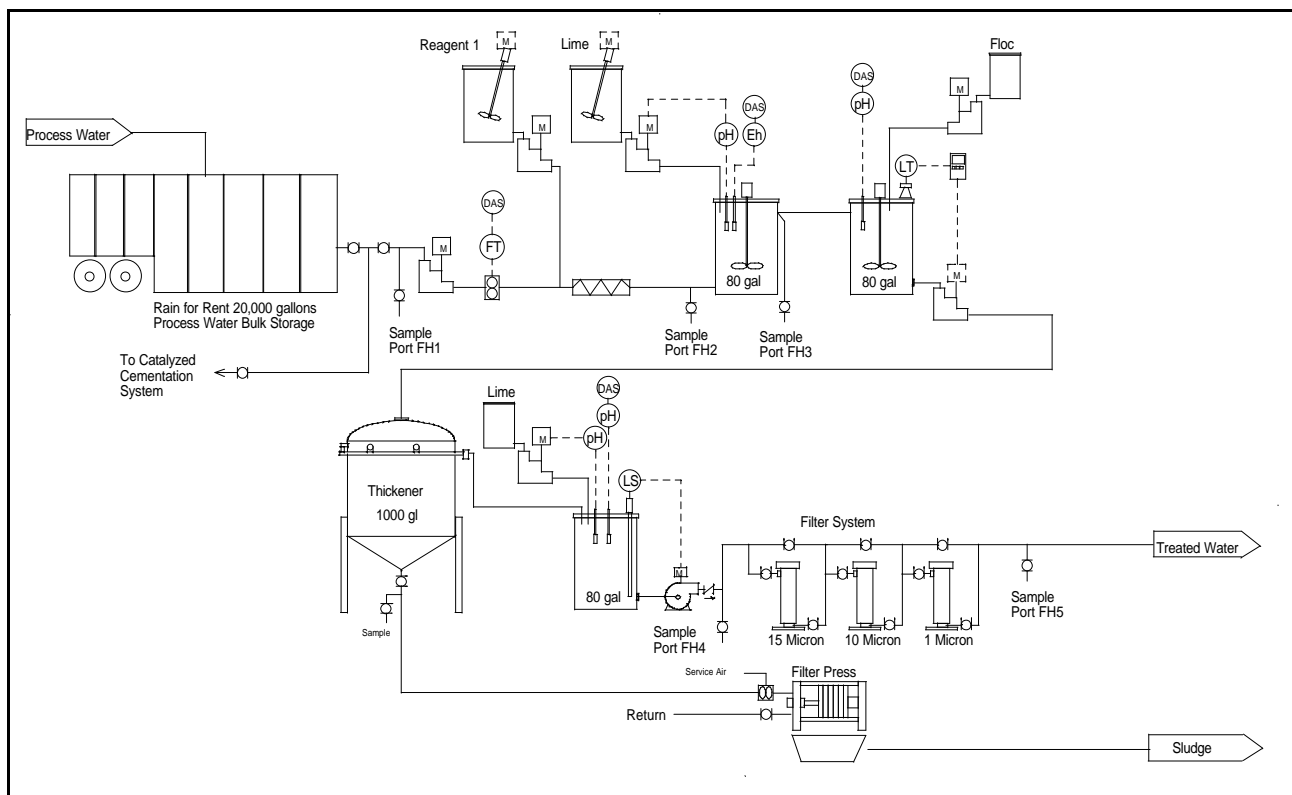 Reagent 1
M
Lime
M
Floc
Process Water
M
M
DAS
pH
DAS
Eh
DAS
pH
M
LT
DAS
FT
M
M
80 gal
80 gal
Rain for Rent 20,000 gallons
Process Water Bulk Storage
Sample
Port FH1
Sample
Port FH2
Sample
Port FH3
To Catalyzed
Cementation
System
Lime
DAS
pH
M
pH
LS
Thickener
1000 gl
Filter System
Treated Water
M
80 gal
Sample
Port FH4
15 Micron
10 Micron
1 Micron
Sample
Port FH5
Sample
Service Air
Filter Press
Return
Sludge